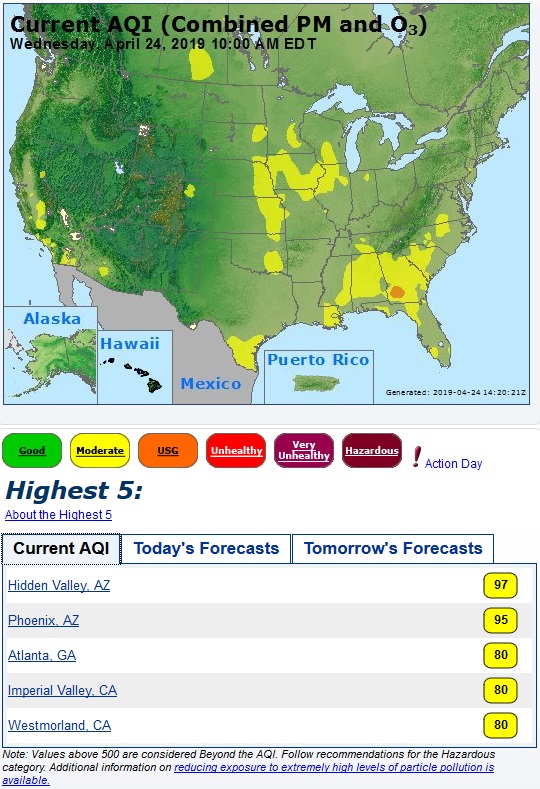 Current AQI (Combined PM and O₃)
Wednesday, April 24, 2019 10:00 AM EDT
Alaska
Hawaii
Mexico
Puerto Rico
Generated: 2019-04-24 14:20:21Z
Good
Moderate
USG
Unhealthy
Very
Unhealthy
Hazardous
Action Day
Highest 5:
About the Highest 5
Current AQI
Today's Forecasts
Tomorrow's Forecasts
Hidden Valley, AZ 97
Phoenix, AZ 95
Atlanta, GA 80
Imperial Valley, CA 80
Westmorland, CA 80
Note: Values above 500 are considered Beyond the AQI. Follow recommendations for the Hazardous
category. Additional information on reducing exposure to extremely high levels of particle pollution is
available.